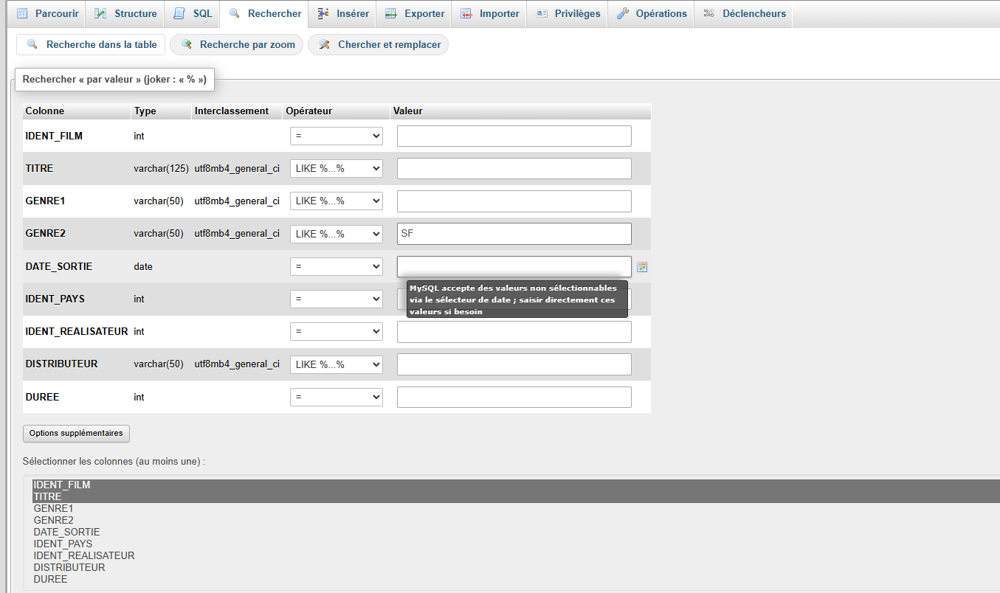 Parcourir Structure SQL Rechercher Insérer Exporter Importer Privilèges Opérations Déclencheurs
Recherche dans la table Recherche par zoom Chercher et remplacer
Rechercher « par valeur » (joker : « % »)
Colonne Type Interclassement Opérateur Valeur
IDENT_FILM int =
TITRE varchar(125) utf8mb4_general_ci LIKE %...%
GENRE1 varchar(50) utf8mb4_general_ci LIKE %...%
GENRE2 varchar(50) utf8mb4_general_ci LIKE %...% SF
DATE_SORTIE date =
MySQL accepte des valeurs non sélectionnables
via le sélecteur de date ; saisir directement ces
valeurs si besoin
IDENT_PAYS int =
IDENT_REALISATEUR int =
DISTRIBUTEUR varchar(50) utf8mb4_general_ci LIKE %...%
DUREE int =
Options supplémentaires
Sélectionner les colonnes (au moins une) :
IDENT_FILM
TITRE
GENRE1
GENRE2
DATE_SORTIE
IDENT_PAYS
IDENT_REALISATEUR
DISTRIBUTEUR
DUREE